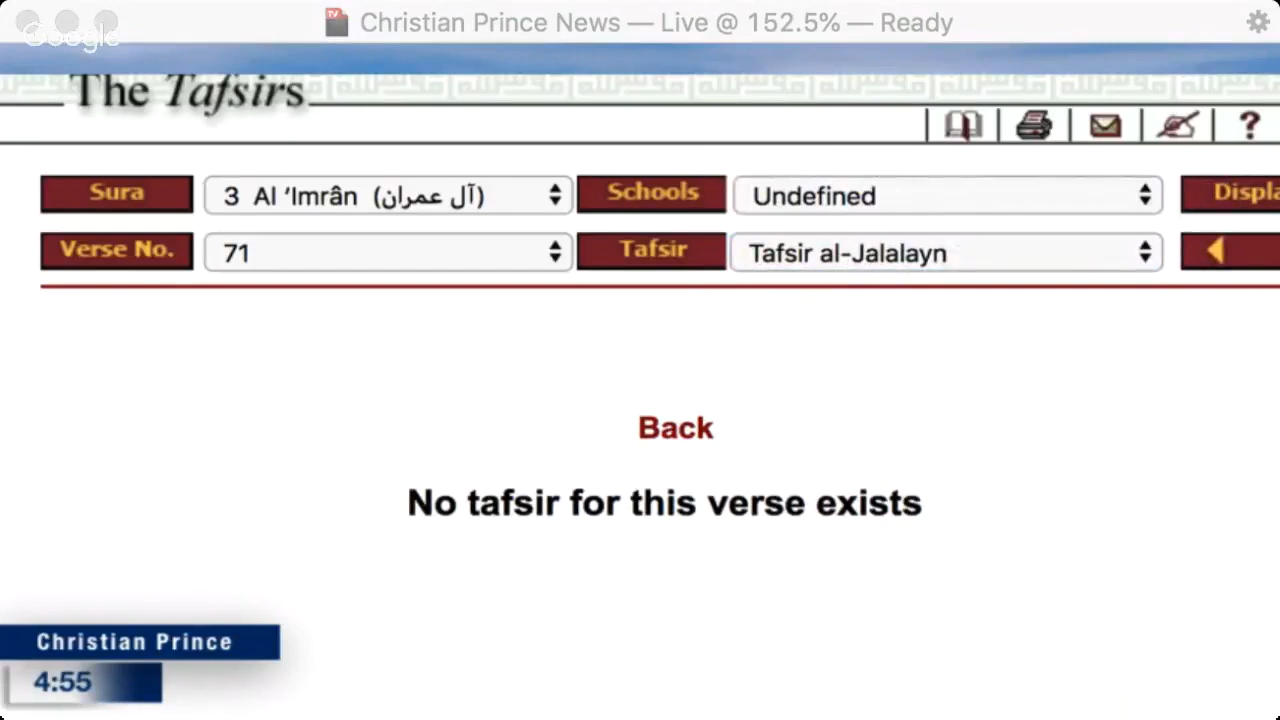 Christian Prince News — Live @ 152.5% — Ready
Google
The Tafsirs
?
Sura 3 Al ‘Imrân (آل عمران) Schools Undefined
Verse No. 71 Tafsir Tafsir al-Jalalayn
Back
No tafsir for this verse exists
Christian Prince
4:55